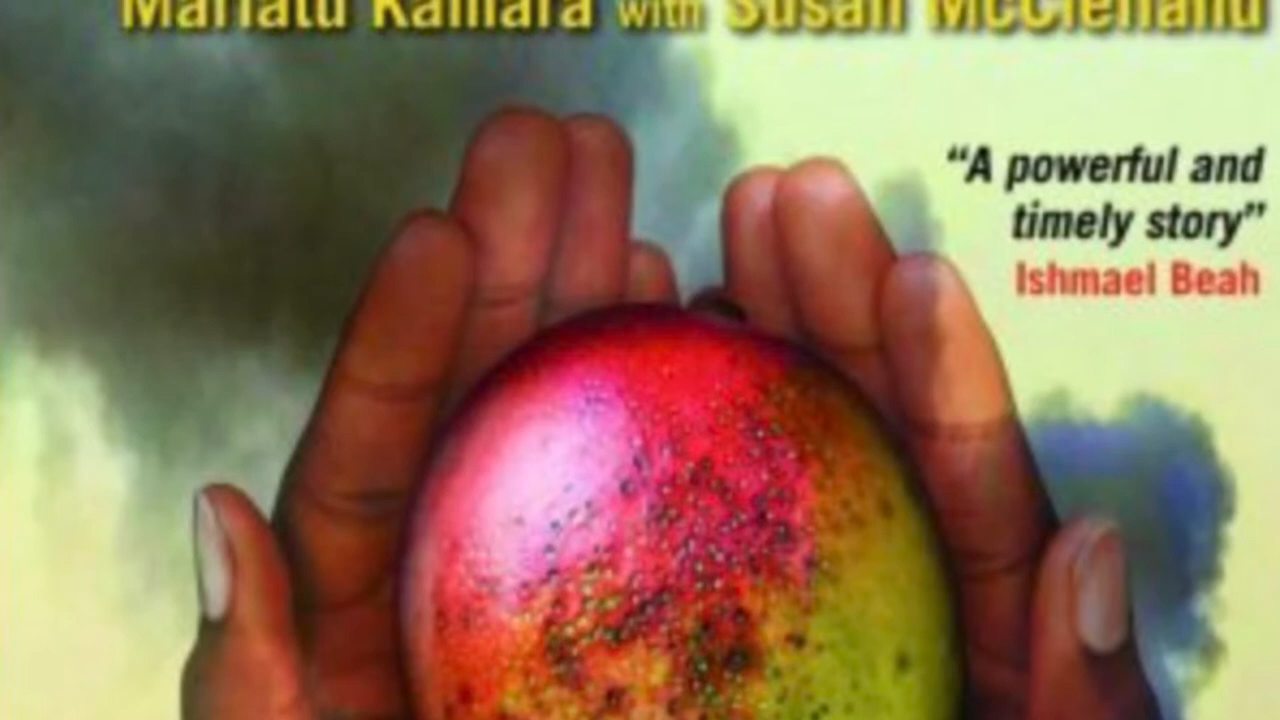 Mariatu Kamara with Susan McClelland
“A powerful and
timely story”
Ishmael Beah